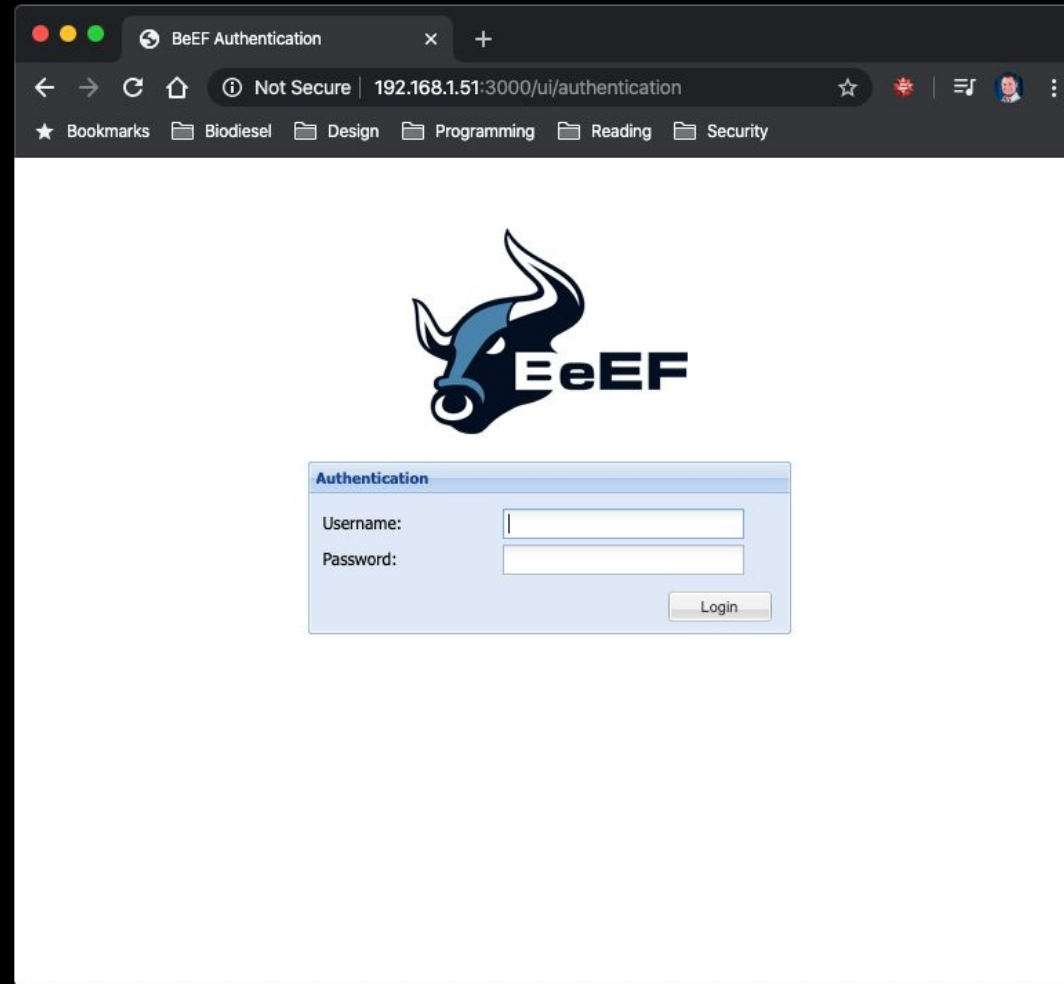 BeEF Authentication
Not Secure 192.168.1.51:3000/ui/authentication
Bookmarks Biodiesel Design Programming Reading Security
BeEF
Authentication
Username:
Password:
Login